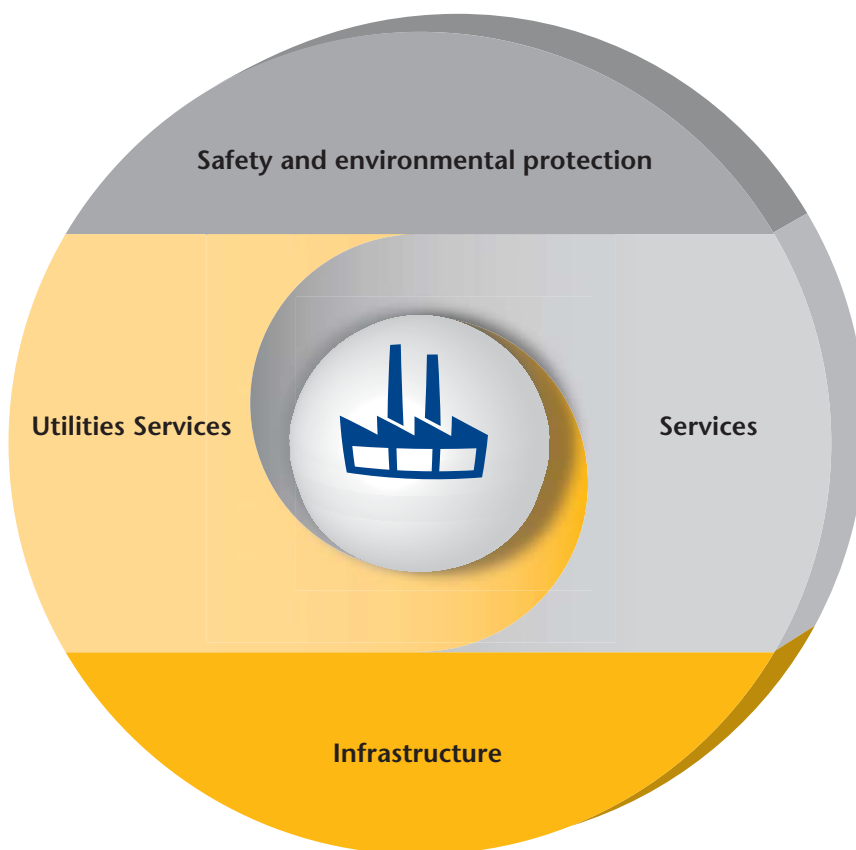 Safety and environmental protection
Utilities Services
Services
Infrastructure